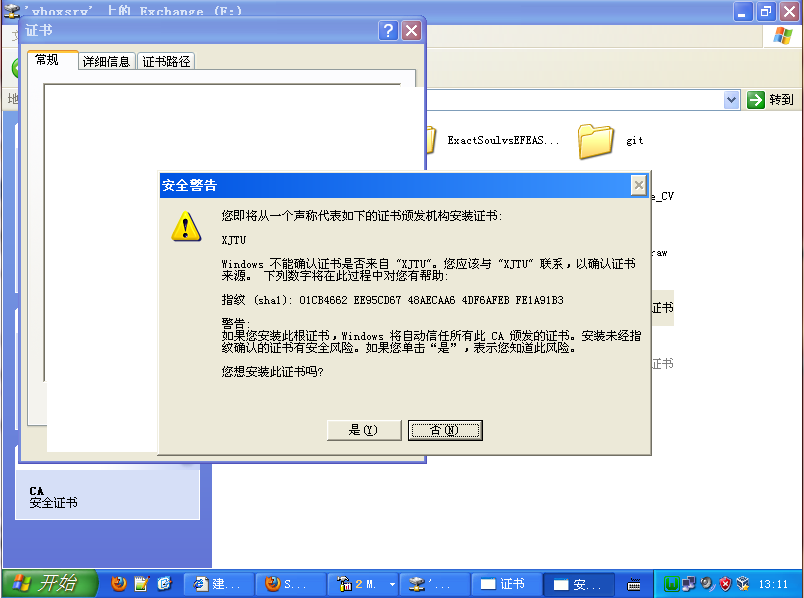 'vboxsrv' 上的 Exchange (E:)
证书
常规 详细信息 证书路径
转到
ExactSoulvsEFEAS... git
e_CV
raw
证书
证书
安全警告
您即将从一个声称代表如下的证书颁发机构安装证书:
XJTU
Windows 不能确认证书是否来自 “XJTU”。您应该与 “XJTU” 联系，以确认证书
来源。 下列数字将在此过程中对您有帮助:
指纹 (sha1): 01CB4662 EE95CD67 48AECAA6 4DF6AFEB FE1A91B3
警告:
如果您安装此根证书，Windows 将自动信任所有此 CA 颁发的证书。安装未经指
纹确认的证书有安全风险。如果您单击“是”，表示您知道此风险。
您想安装此证书吗?
是(Y) 否(N)
CA
安全证书
开始 建... S... 2 M. '... 证书 安... 13:11